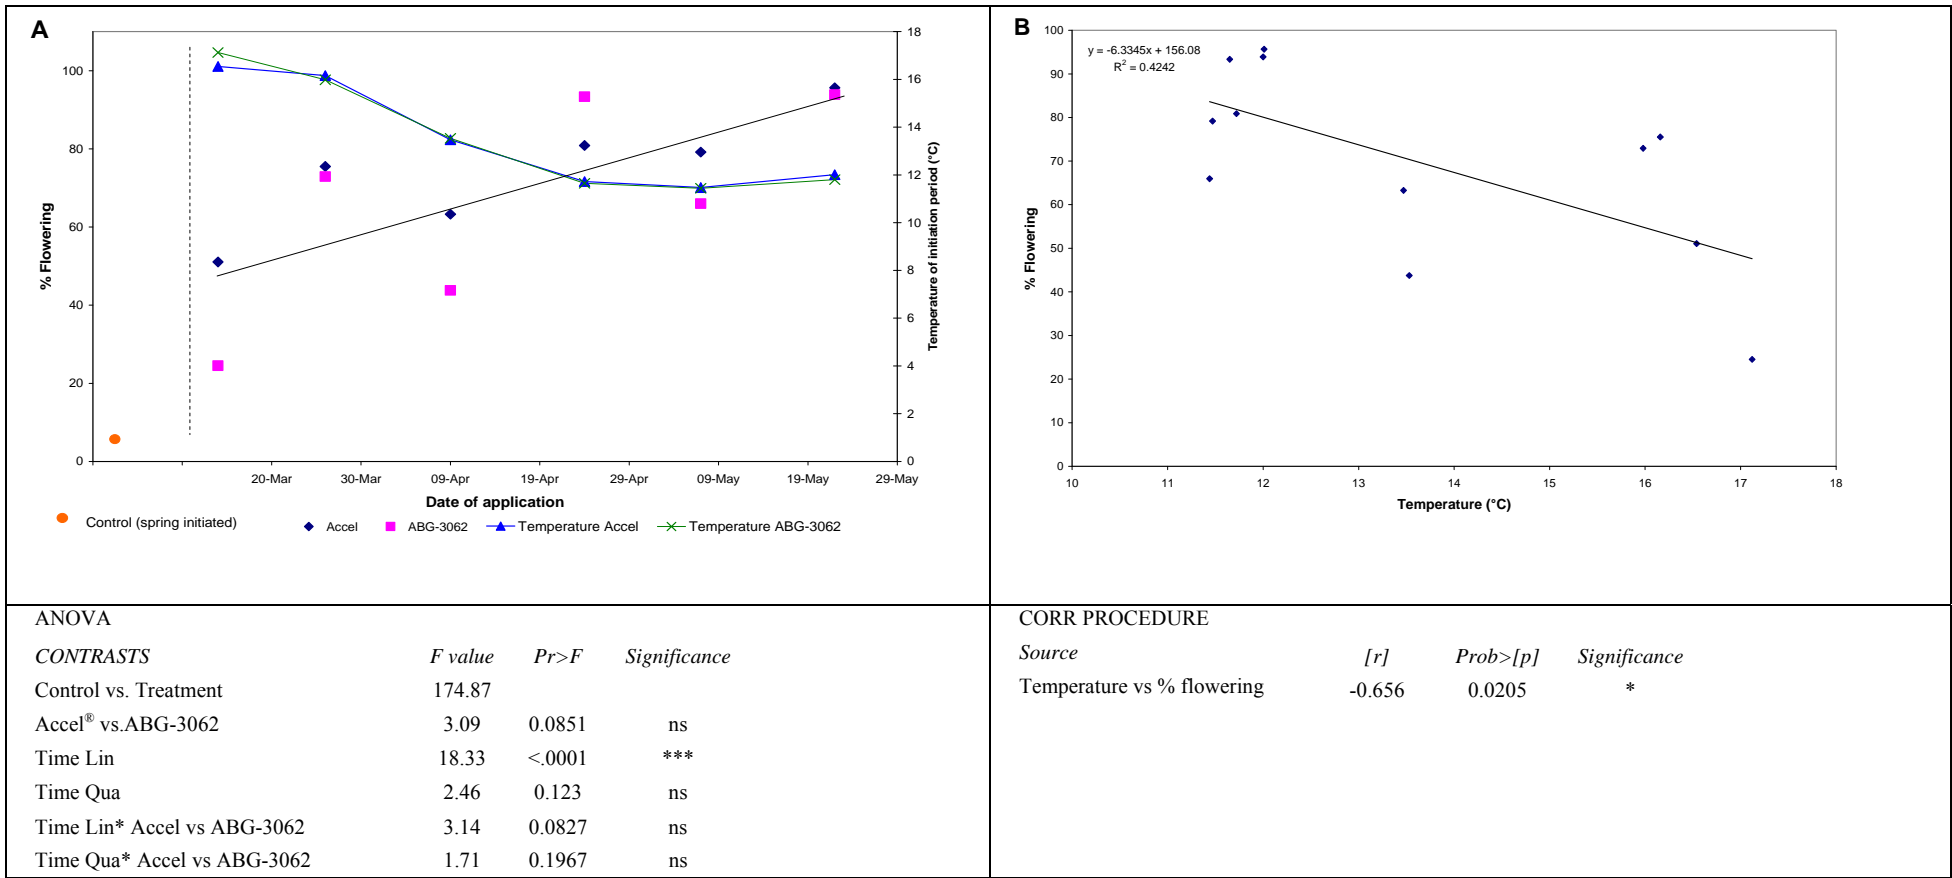 A
% Flowering
100
80
60
40
20
0
18
16
14
12
10
8
6
4
2
0
Temperature of initiation period (°C)
20-Mar 30-Mar 09-Apr 19-Apr 29-Apr 09-May 19-May 29-May
Date of application
Control (spring initiated) Accel ABG-3062 Temperature Accel Temperature ABG-3062
B
y = -6.3345x + 156.08
R² = 0.4242
% Flowering
100
90
80
70
60
50
40
30
20
10
0
10 11 12 13 14 15 16 17 18
Temperature (°C)
ANOVA
CONTRASTS F value Pr>F Significance
Control vs. Treatment 174.87
Accel® vs.ABG-3062 3.09 0.0851 ns
Time Lin 18.33 <.0001 ***
Time Qua 2.46 0.123 ns
Time Lin* Accel vs ABG-3062 3.14 0.0827 ns
Time Qua* Accel vs ABG-3062 1.71 0.1967 ns
CORR PROCEDURE
Source [r] Prob>[p] Significance
Temperature vs % flowering -0.656 0.0205 *